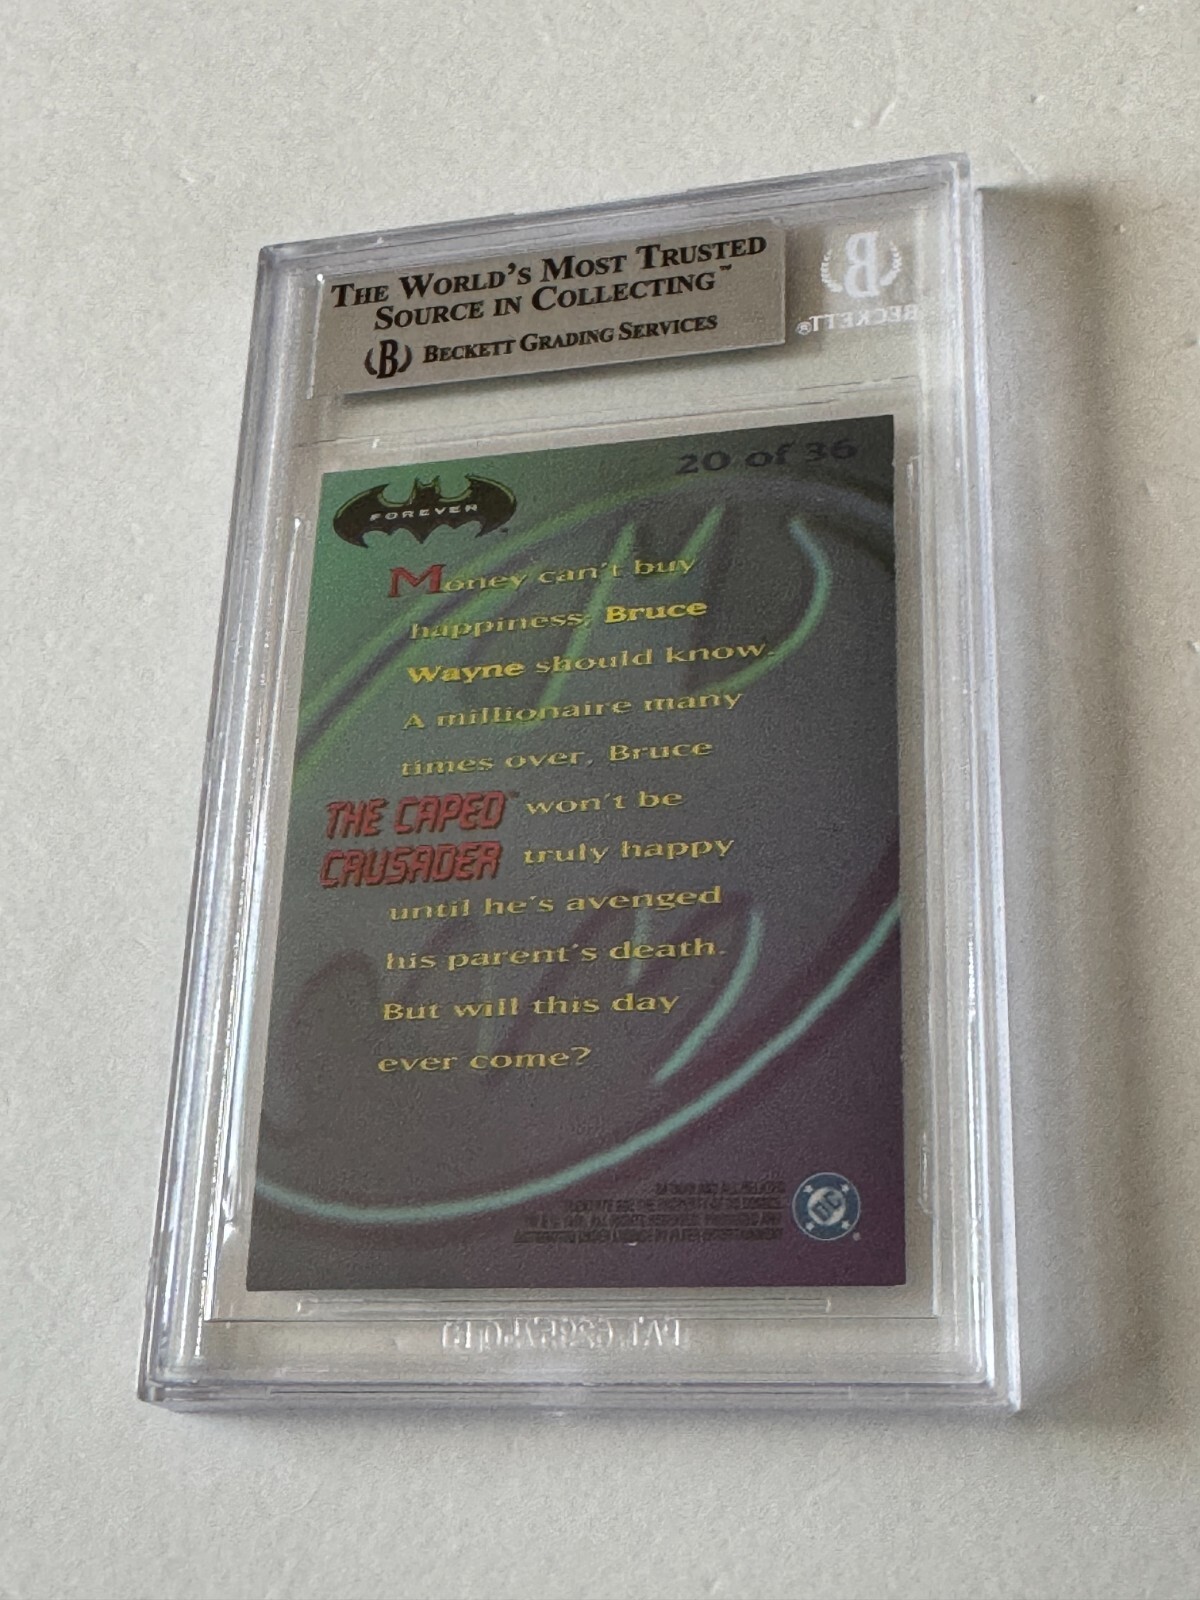 THE WORLD'S MOST TRUSTED
SOURCE IN COLLECTING™
B BECKETT GRADING SERVICES
B
BECKETT®
20 of 36
FOREVER
Money can't buy
happiness, Bruce
Wayne should know.
A millionaire many
times over, Bruce
THE CAPED™ won't be
CRUSADER truly happy
until he's avenged
his parent's death.
But will this day
ever come?
DC